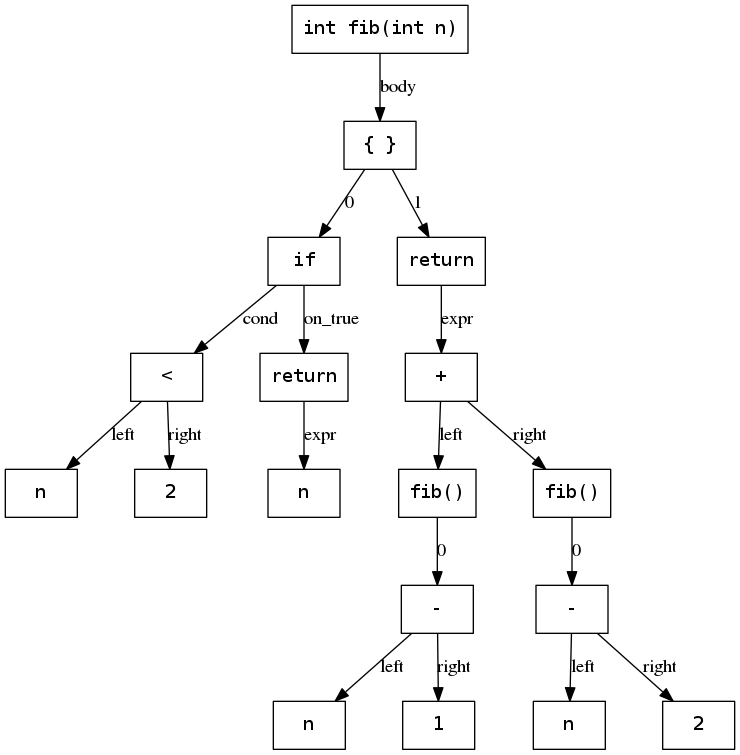 int fib(int n)
body
{ }
0 1
if return
cond on_true expr
< return +
left right expr left right
n 2 n fib() fib()
0 0
- -
left right left right
n 1 n 2